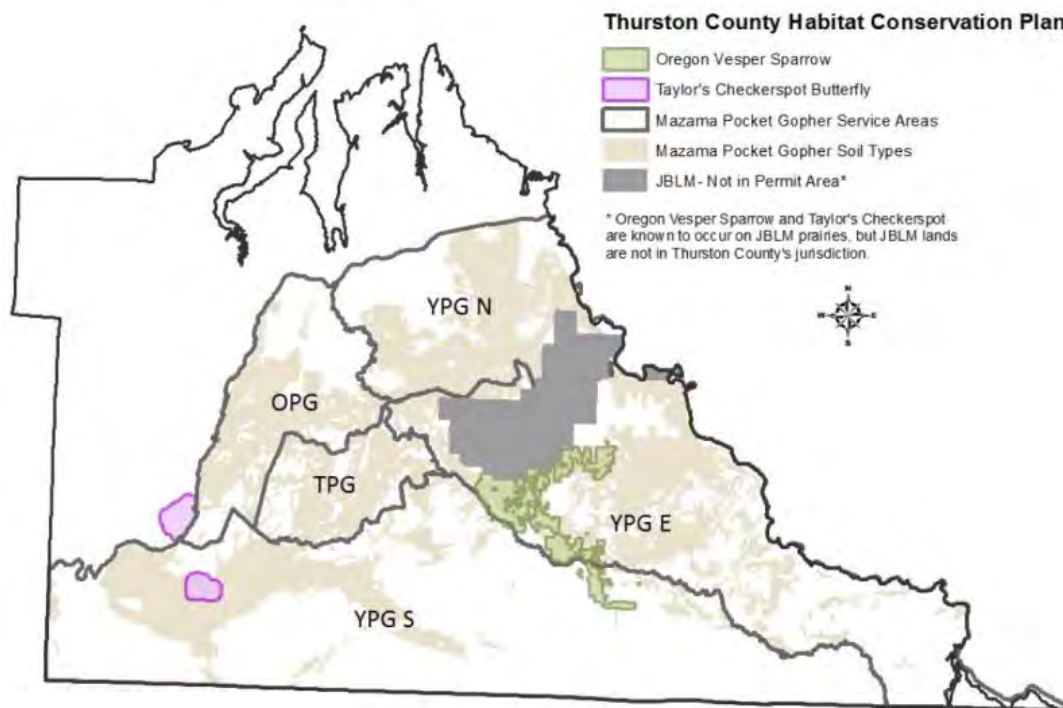 Thurston County Habitat Conservation Plan
Oregon Vesper Sparrow
Taylor's Checkerspot Butterfly
Mazama Pocket Gopher Service Areas
Mazama Pocket Gopher Soil Types
JBLM- Not in Permit Area*
* Oregon Vesper Sparrow and Taylor's Checkerspot
are known to occur on JBLM prairies, but JBLM lands
are not in Thurston County's jurisdiction.
N
W E
S
YPG N
OPG
TPG
YPG E
YPG S